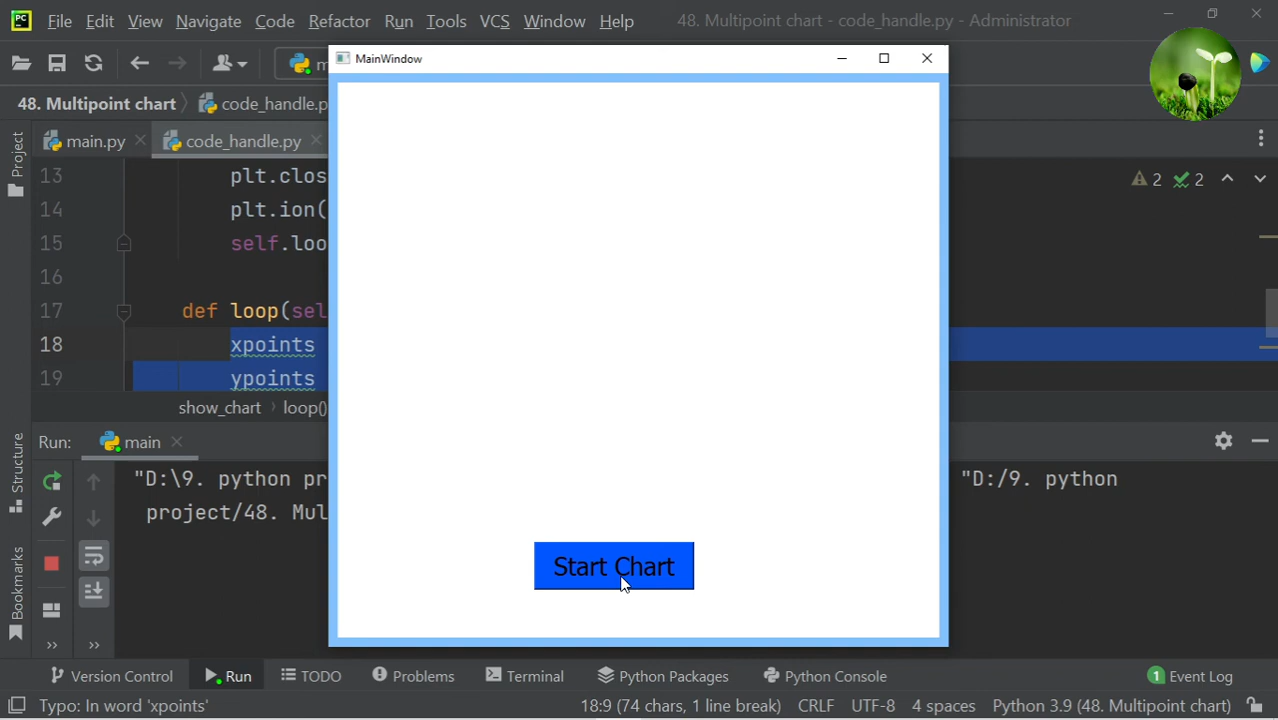 PC File Edit View Navigate Code Refactor Run Tools VCS Window Help 48. Multipoint chart - code_handle.py - Administrator
MainWindow
48. Multipoint chart code_handle.p
main.py code_handle.py
Project
13 plt.clos
2 2
14 plt.ion(
15 self.loo
16
17 def loop(sel
18 xpoints
19 ypoints
show_chart loop()
Run: main
Structure
"D:\9. python pr "D:/9. python
project/48. Mul
Start Chart
Bookmarks
Version Control Run TODO Problems Terminal Python Packages Python Console 1 Event Log
Typo: In word 'xpoints' 18:9 (74 chars, 1 line break) CRLF UTF-8 4 spaces Python 3.9 (48. Multipoint chart)